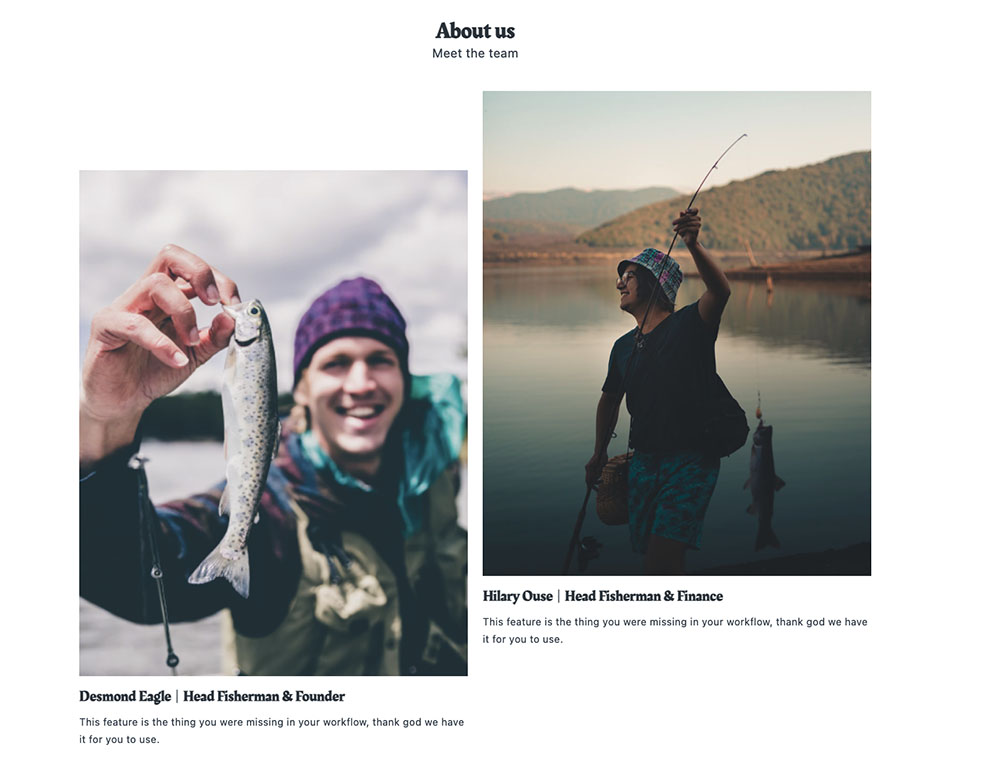 About us
Meet the team
Hilary Ouse | Head Fisherman & Finance
This feature is the thing you were missing in your workflow, thank god we have
it for you to use.
Desmond Eagle | Head Fisherman & Founder
This feature is the thing you were missing in your workflow, thank god we have
it for you to use.